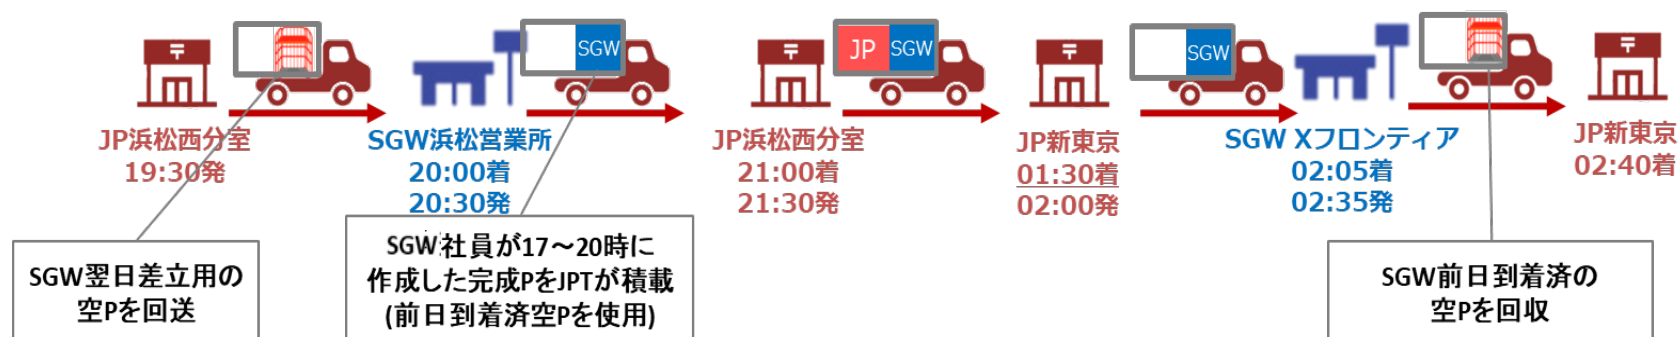 〒
SGW
〒
JP SGW
〒
SGW
〒
JP浜松西分室
19:30発
SGW浜松営業所
20:00着
20:30発
JP浜松西分室
21:00着
21:30発
JP新東京
01:30着
02:00発
SGW Xフロンティア
02:05着
02:35発
JP新東京
02:40着
SGW翌日差立用の
空Pを回送
SGW社員が17～20時に
作成した完成PをJPTが積載
(前日到着済空Pを使用)
SGW前日到着済の
空Pを回収